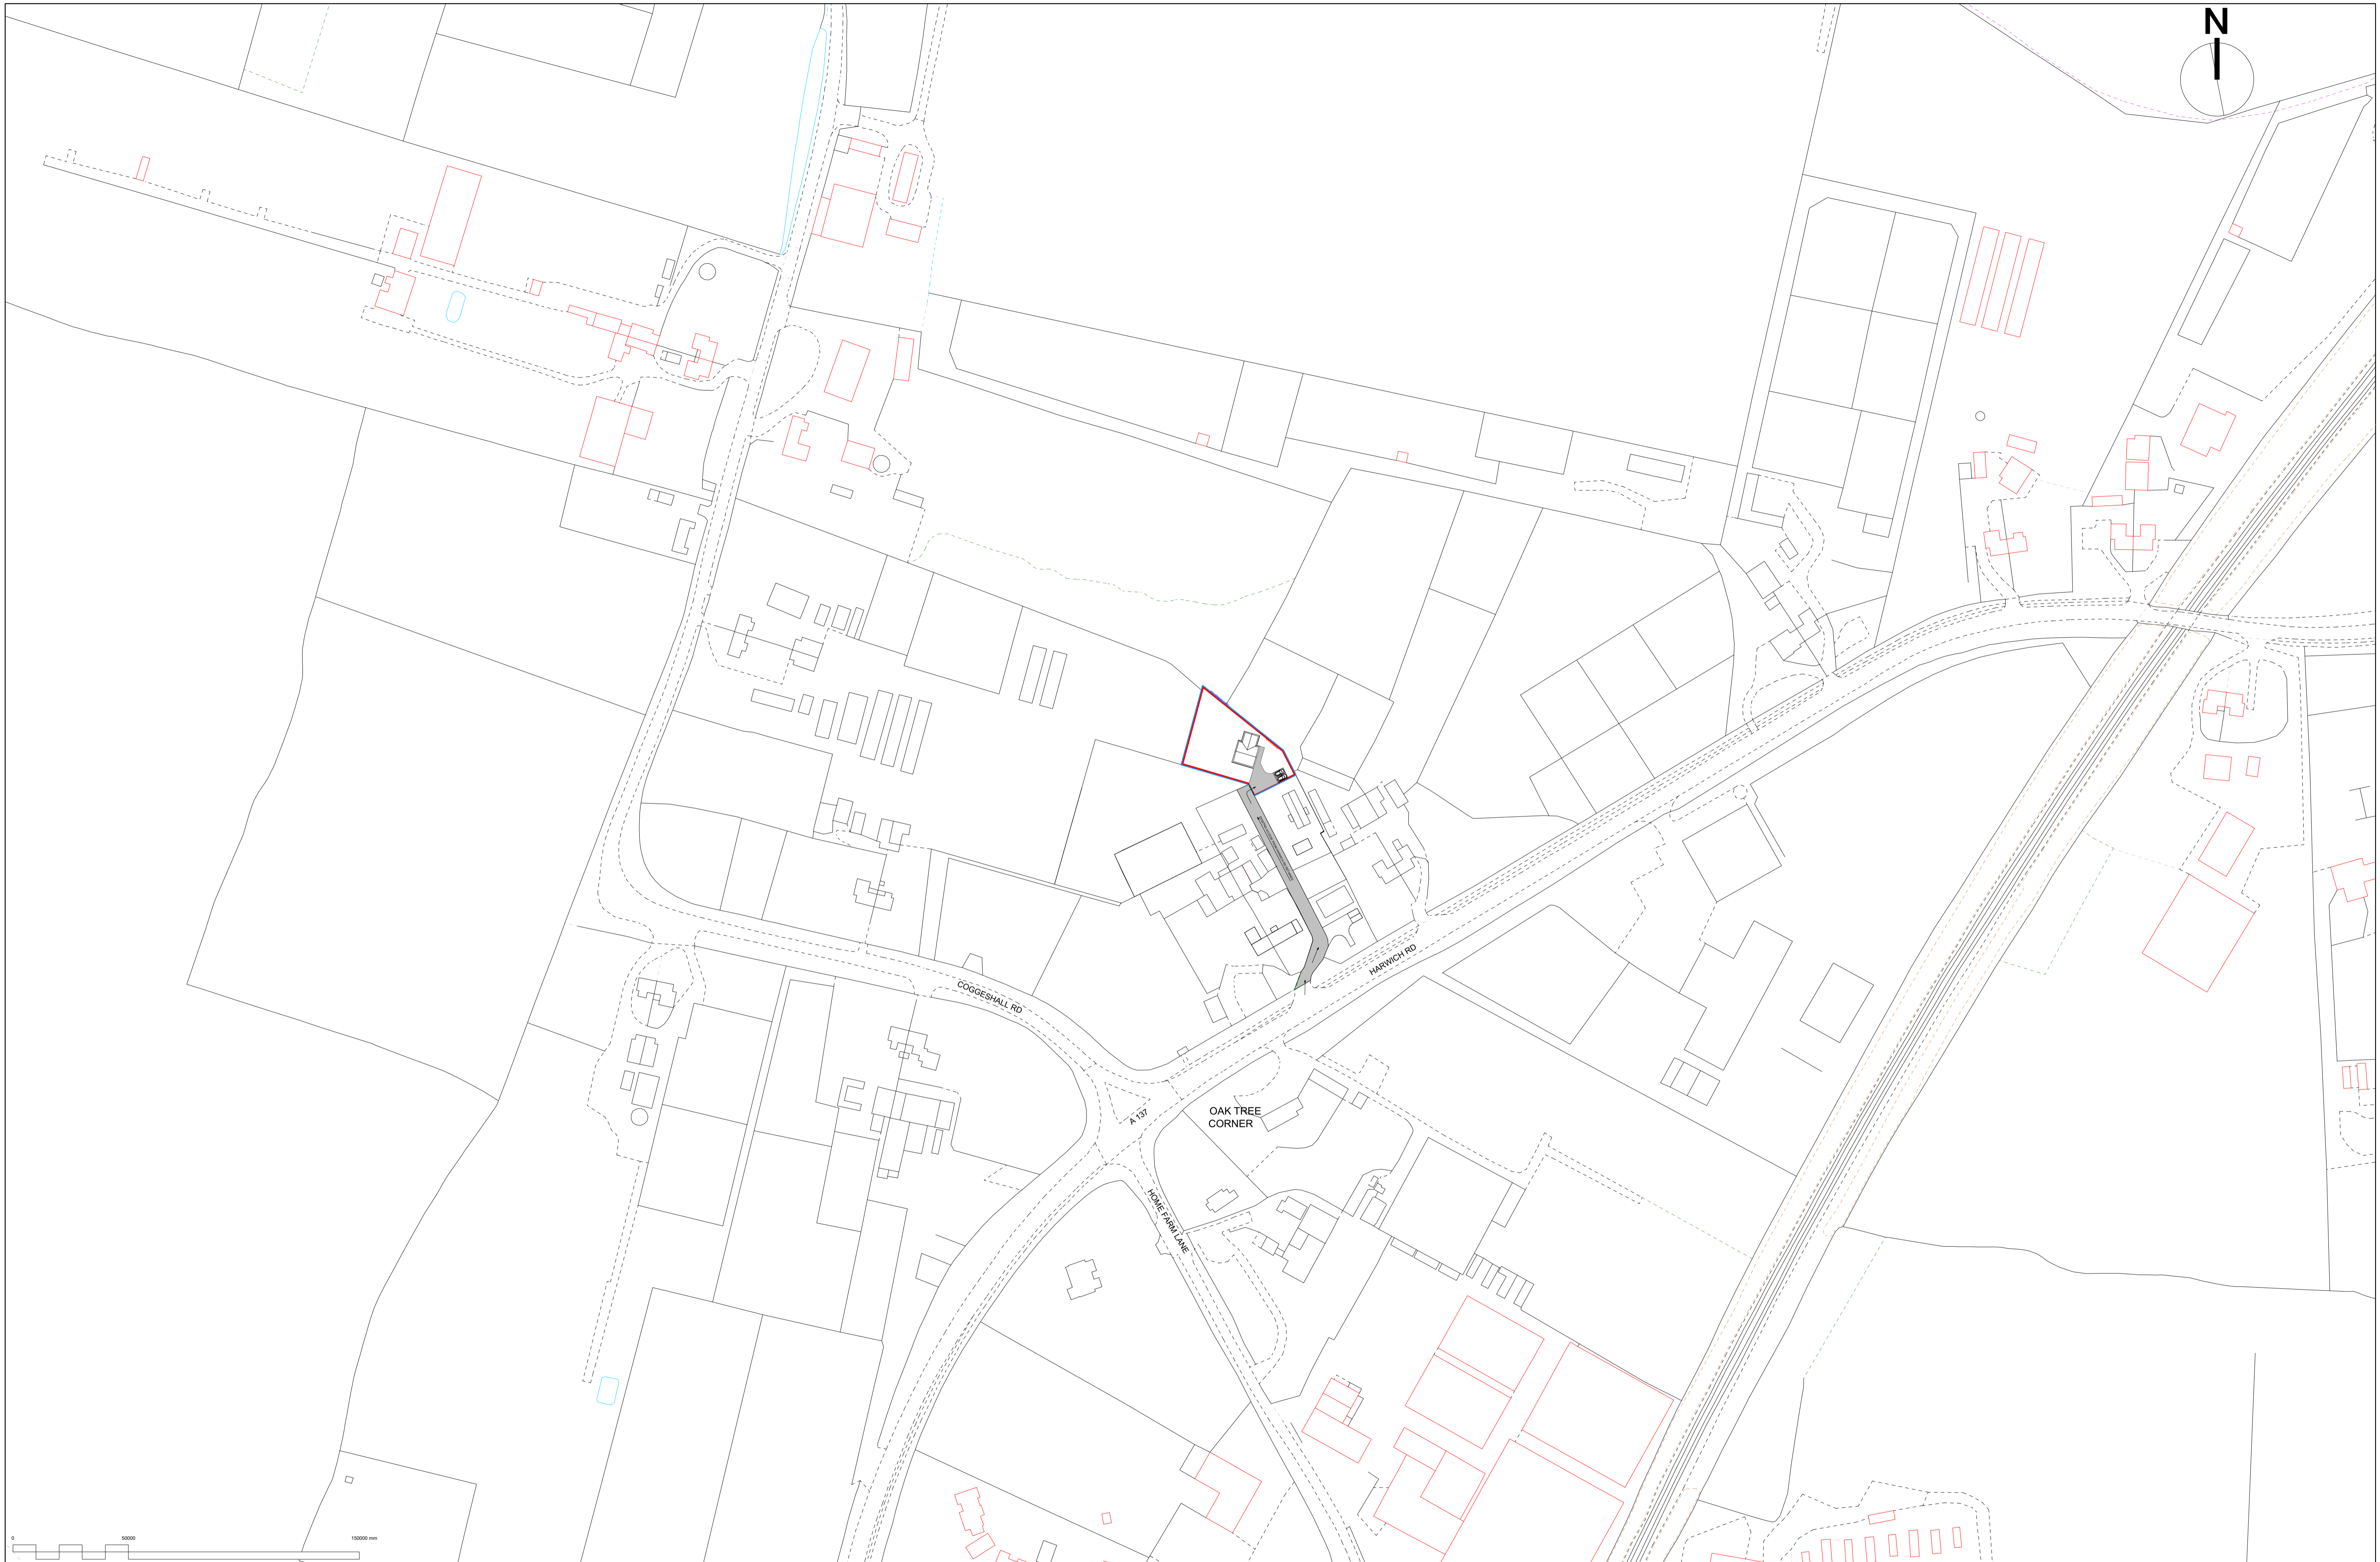 N
COGGESHALL RD
HARWICH RD
A 137
OAK TREE
CORNER
HOME FARM LANE
0
50000
150000 mm